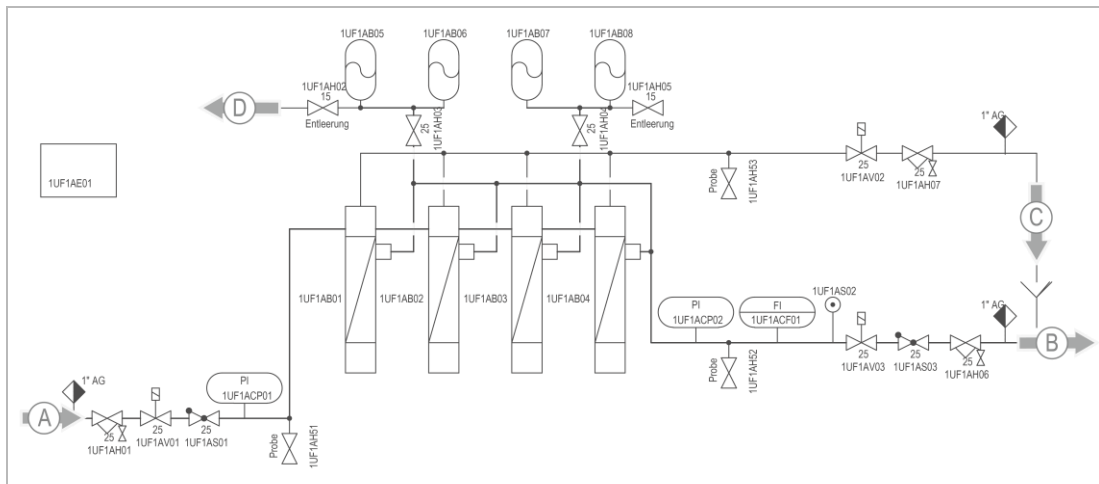 1UF1AB05
1UF1AB06
1UF1AB07
1UF1AB08
1UF1AH02
15
Entleerung
D
25
1UF1AH03
25
1UF1AH04
1UF1AH05
15
Entleerung
1UF1AE01
Probe
1UF1AH53
25
1UF1AV02
25
1UF1AH07
1" AG
C
1UF1AB01
1UF1AB02
1UF1AB03
1UF1AB04
PI
1UF1ACP02
FI
1UF1ACF01
1UF1AS02
1" AG
B
Probe
1UF1AH52
25
1UF1AV03
25
1UF1AS03
25
1UF1AH06
1" AG
A
25
1UF1AH01
25
1UF1AV01
25
1UF1AS01
PI
1UF1ACP01
Probe
1UF1AH51